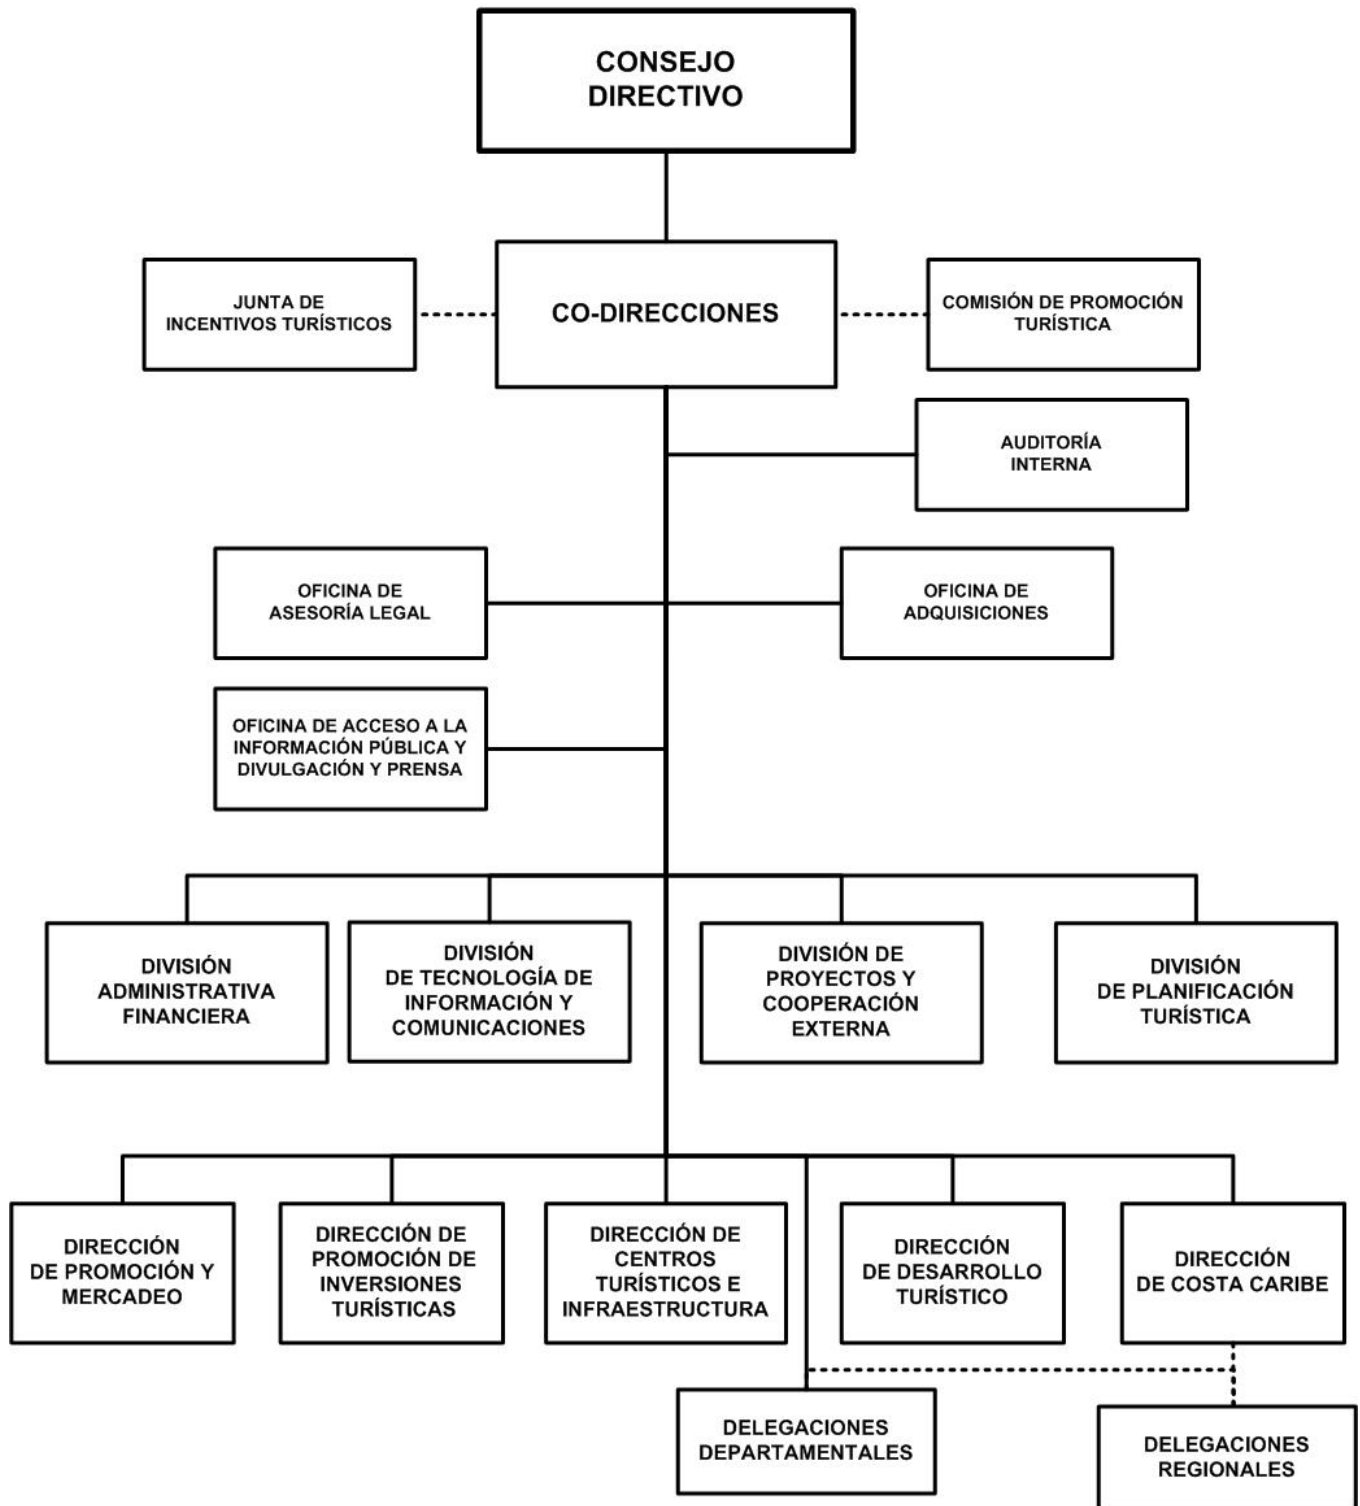 CONSEJO
DIRECTIVO
JUNTA DE
INCENTIVOS TURÍSTICOS
CO-DIRECCIONES
COMISIÓN DE PROMOCIÓN
TURÍSTICA
AUDITORÍA
INTERNA
OFICINA DE
ASESORÍA LEGAL
OFICINA DE
ADQUISICIONES
OFICINA DE ACCESO A LA
INFORMACIÓN PÚBLICA Y
DIVULGACIÓN Y PRENSA
DIVISIÓN
ADMINISTRATIVA
FINANCIERA
DIVISIÓN
DE TECNOLOGÍA DE
INFORMACIÓN Y
COMUNICACIONES
DIVISIÓN DE
PROYECTOS Y
COOPERACIÓN
EXTERNA
DIVISIÓN
DE PLANIFICACIÓN
TURÍSTICA
DIRECCIÓN
DE PROMOCIÓN Y
MERCADEO
DIRECCIÓN DE
PROMOCIÓN DE
INVERSIONES
TURÍSTICAS
DIRECCIÓN DE
CENTROS
TURÍSTICOS E
INFRAESTRUCTURA
DIRECCIÓN
DE DESARROLLO
TURÍSTICO
DIRECCIÓN
DE COSTA CARIBE
DELEGACIONES
DEPARTAMENTALES
DELEGACIONES
REGIONALES